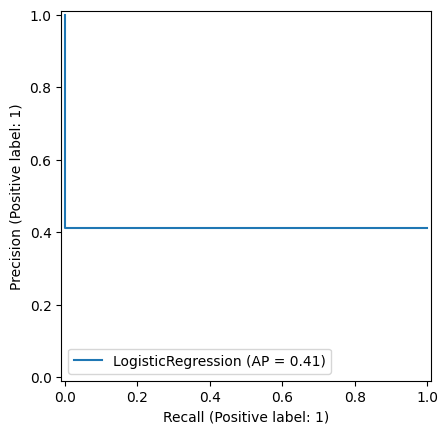 1.0
0.8
0.6
0.4
0.2
0.0
Precision (Positive label: 1)
LogisticRegression (AP = 0.41)
0.0 0.2 0.4 0.6 0.8 1.0
Recall (Positive label: 1)